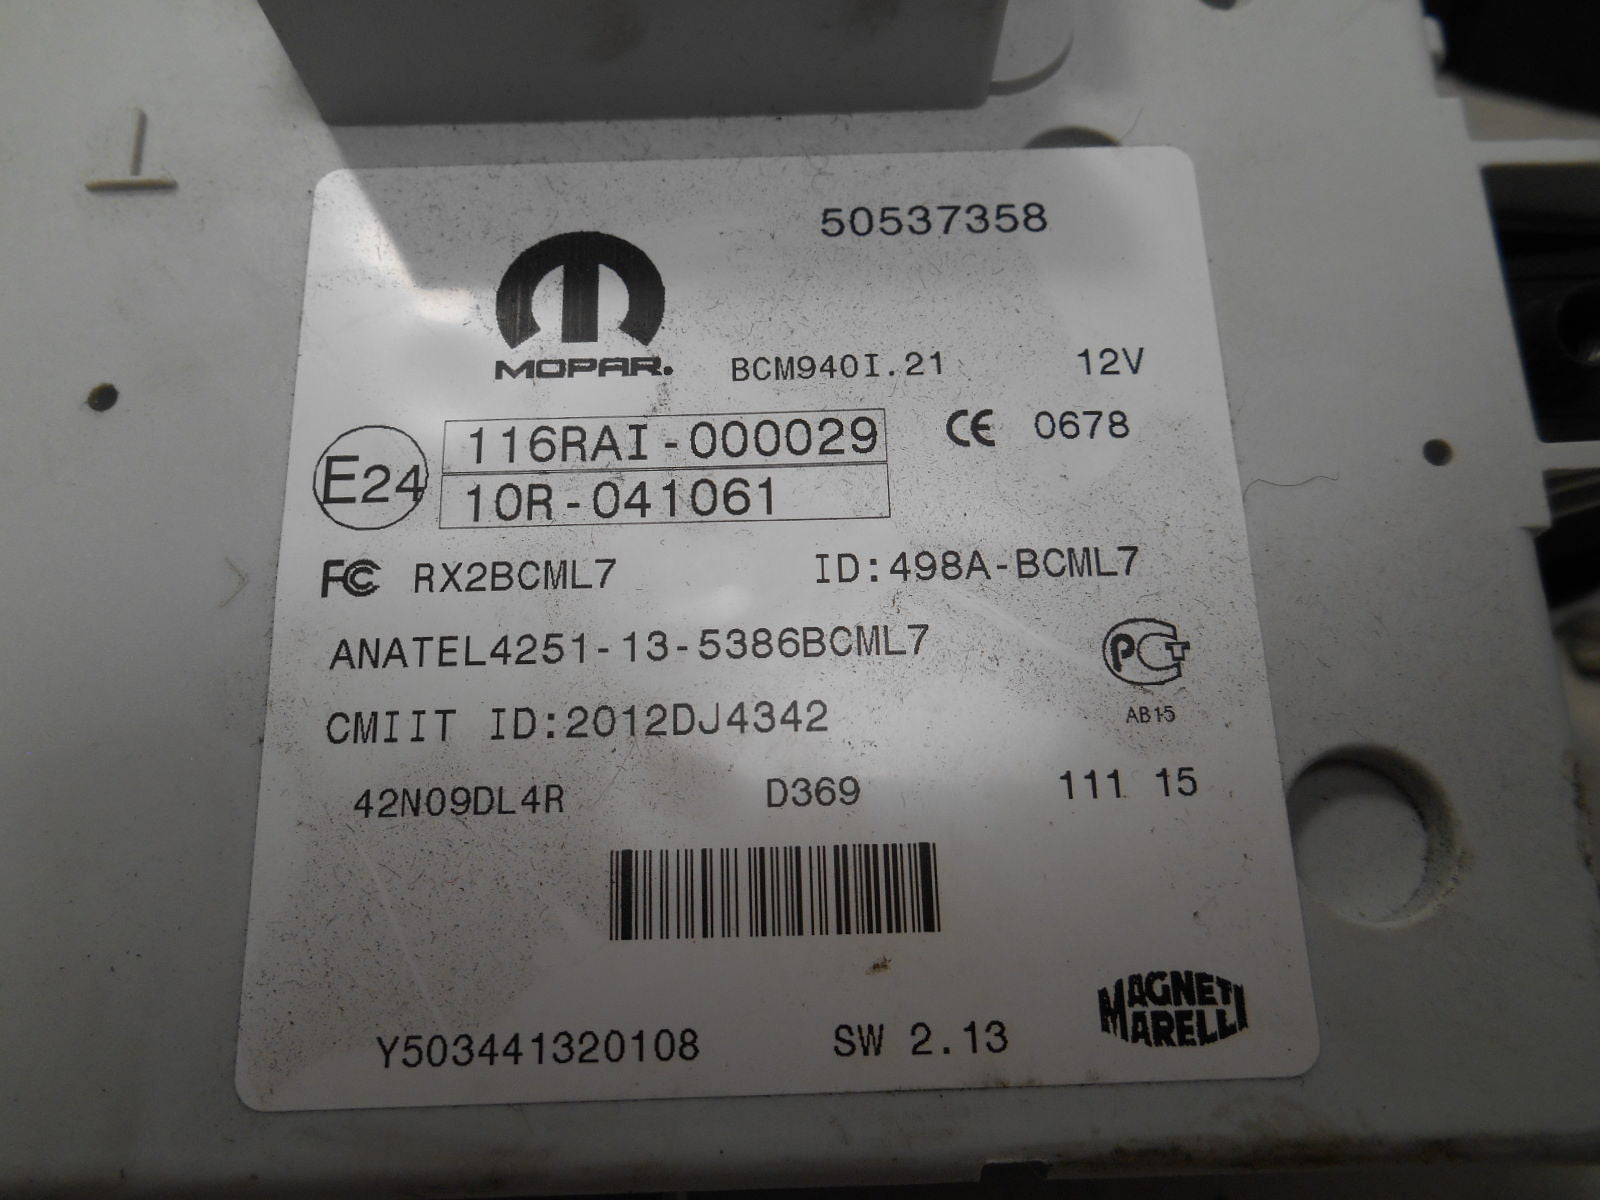 50537358
MOPAR. BCM940I.21 12V
E24 116RAI-000029 CE 0678
10R-041061
FC RX2BCML7 ID:498A-BCML7
ANATEL4251-13-5386BCML7 PCT
AB15
CMIIT ID:2012DJ4342
42N09DL4R D369 111 15
Y503441320108 SW 2.13 MAGNETI MARELLI